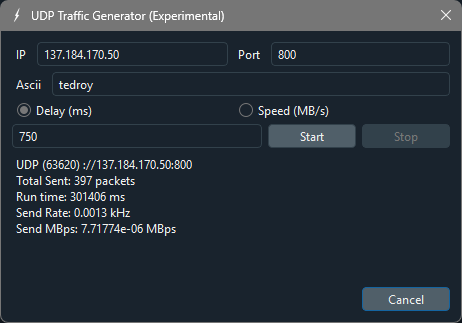 UDP Traffic Generator (Experimental)
IP 137.184.170.50 Port 800
Ascii tedroy
Delay (ms) Speed (MB/s)
750 Start Stop
UDP (63620) ://137.184.170.50:800
Total Sent: 397 packets
Run time: 301406 ms
Send Rate: 0.0013 kHz
Send MBps: 7.71774e-06 MBps
Cancel